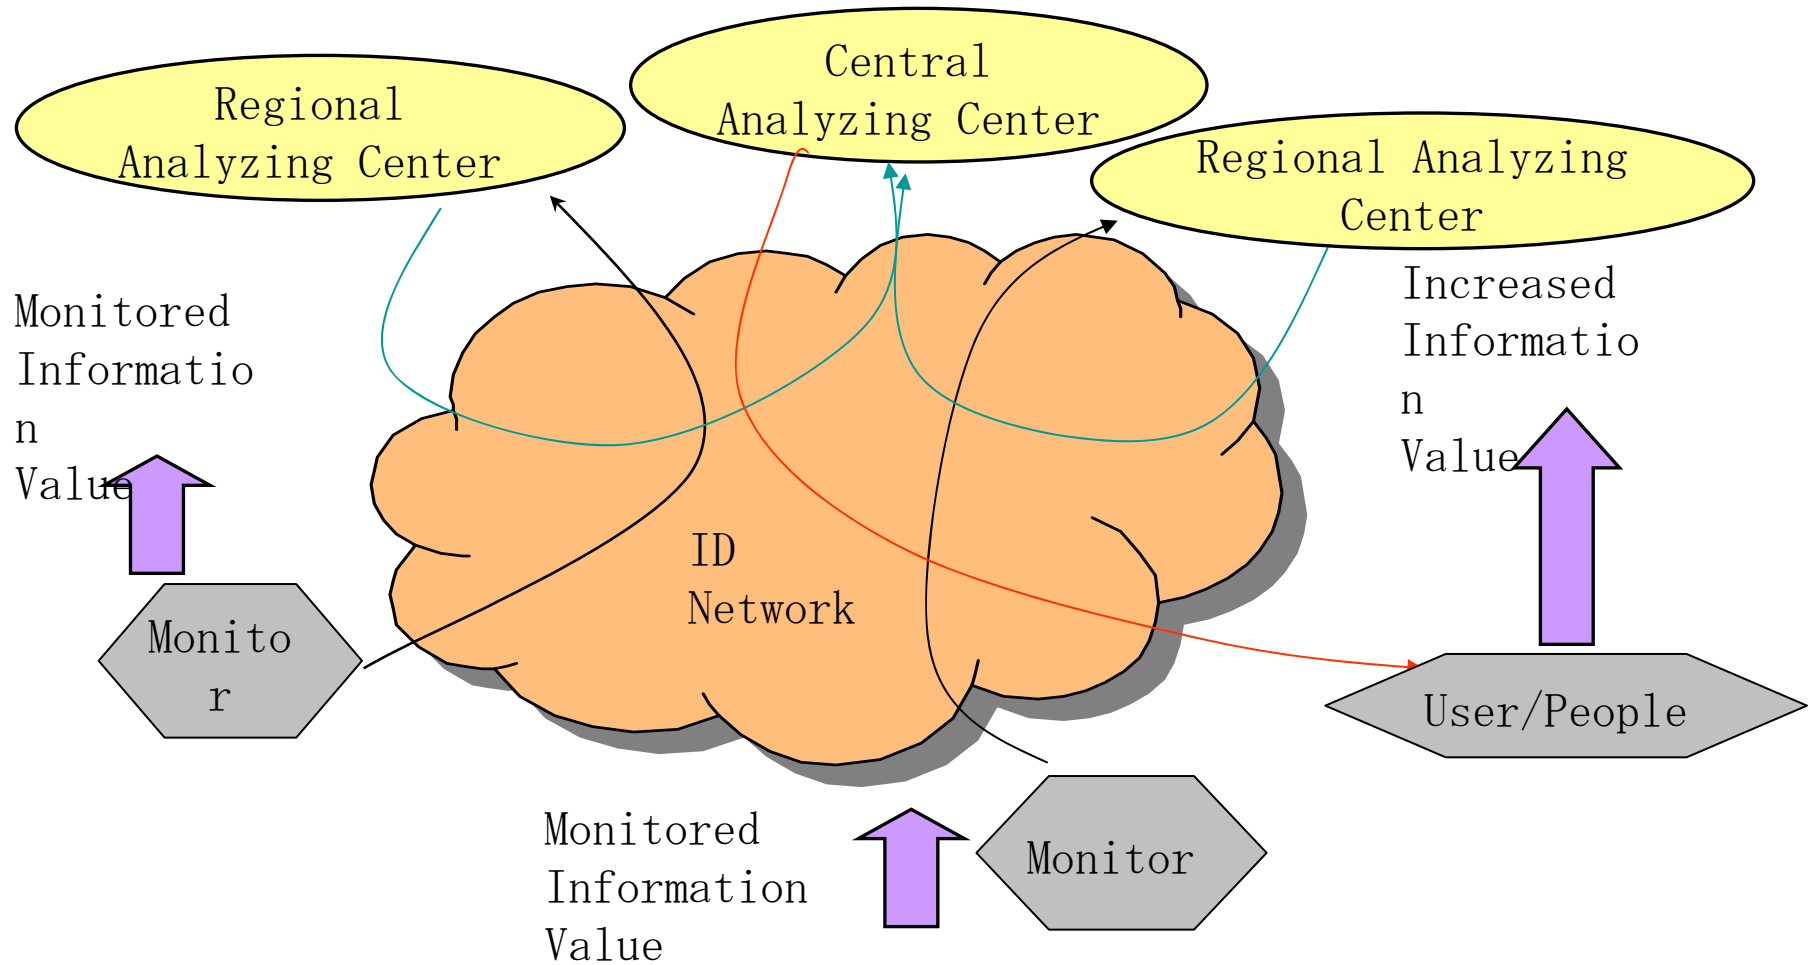 Central
Analyzing Center
Regional
Analyzing Center
Regional Analyzing
Center
Monitored
Informatio
n
Value
Increased
Informatio
n
Value
ID
Network
Monito
r
User/People
Monitored
Information
Value
Monitor